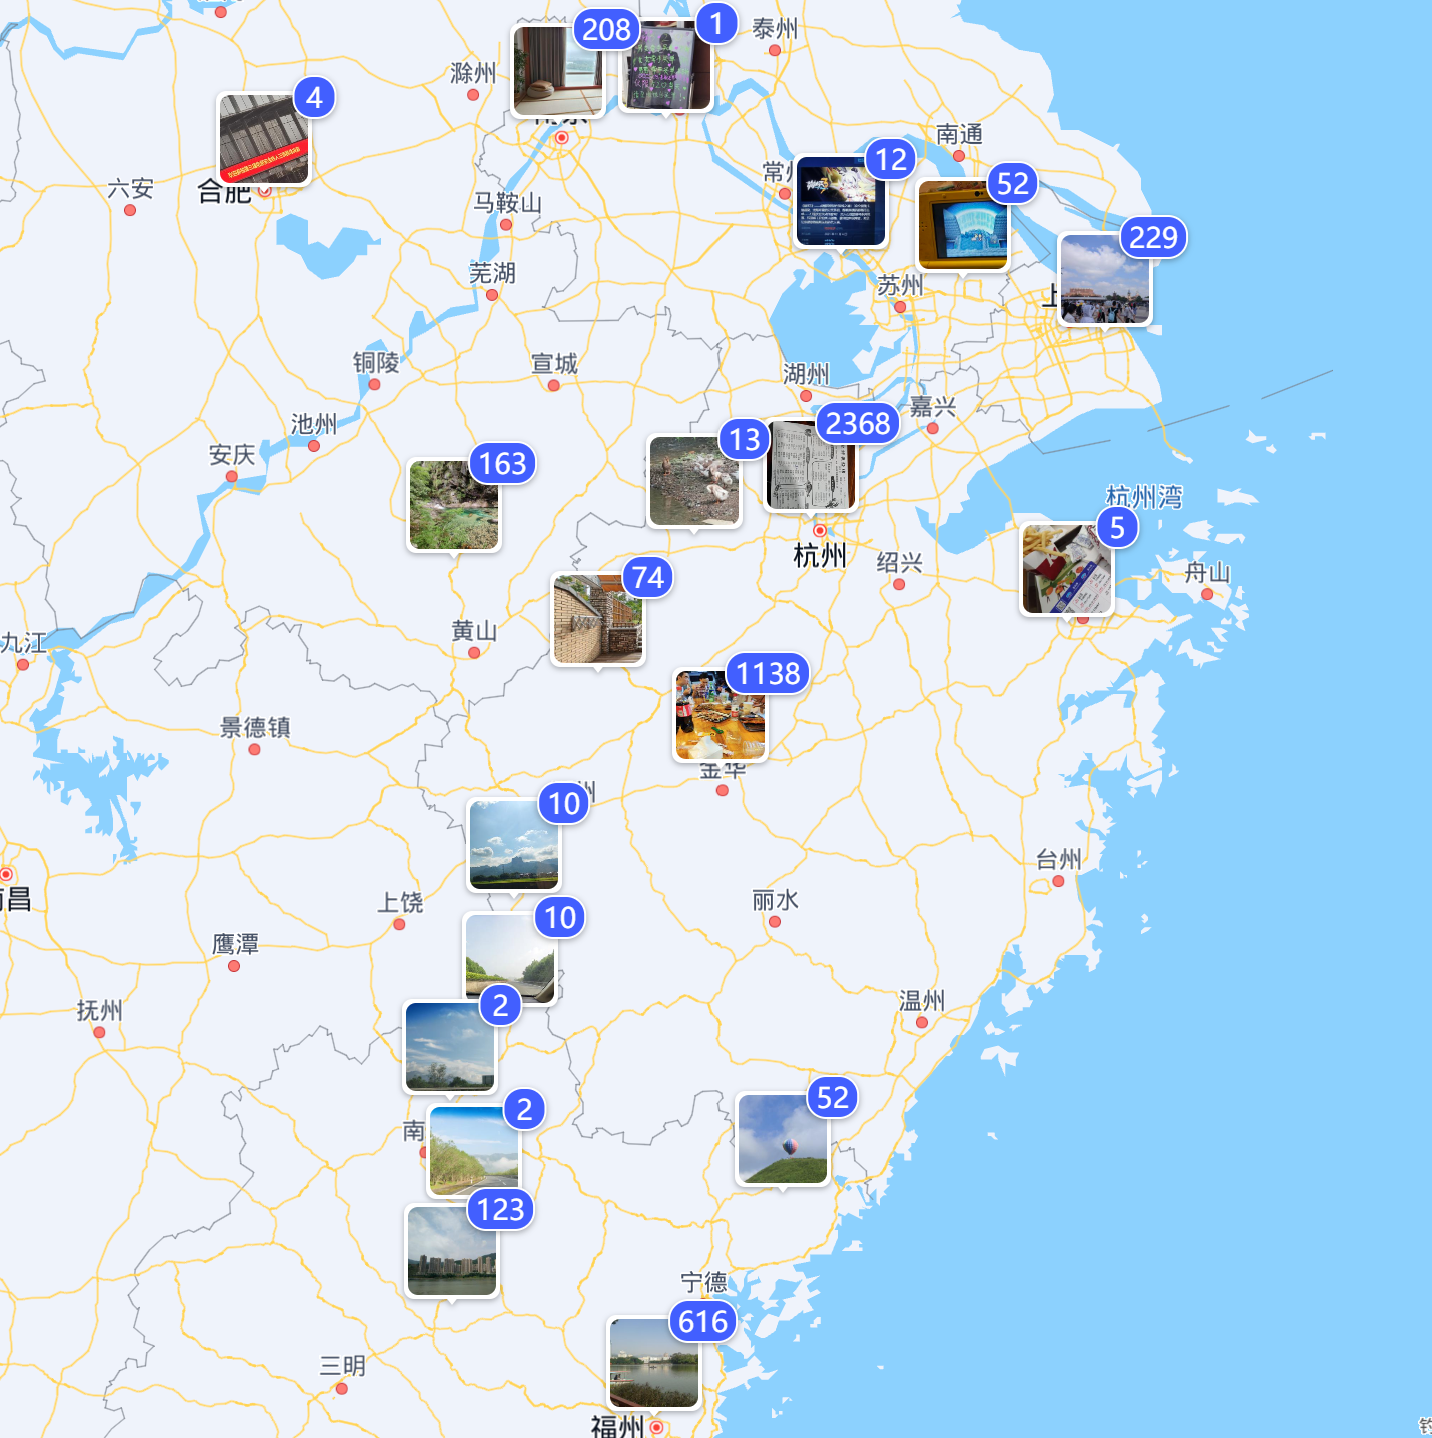 208
1
泰州
滁州
4
南通
12
常州
52
六安
合肥
马鞍山
229
芜湖
苏州
铜陵
宣城
湖州
嘉兴
2368
池州
13
安庆
163
杭州湾
5
杭州
绍兴
舟山
74
九江
黄山
1138
景德镇
金华
州
10
台州
上饶
丽水
10
鹰潭
2
温州
抚州
52
2
南
123
宁德
616
三明
福州